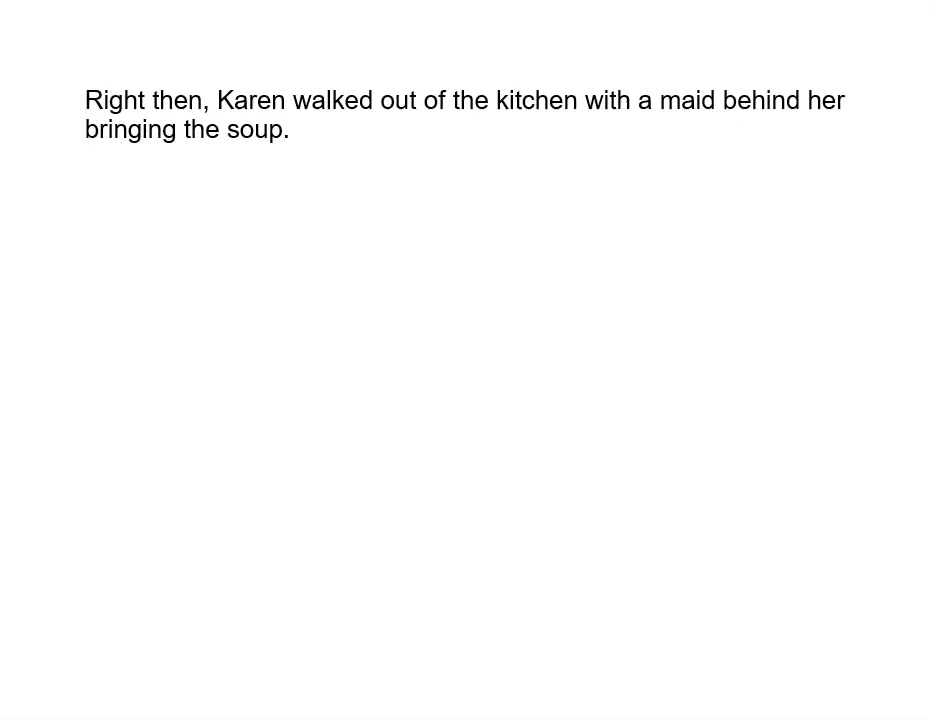 Right then, Karen walked out of the kitchen with a maid behind her
bringing the soup.